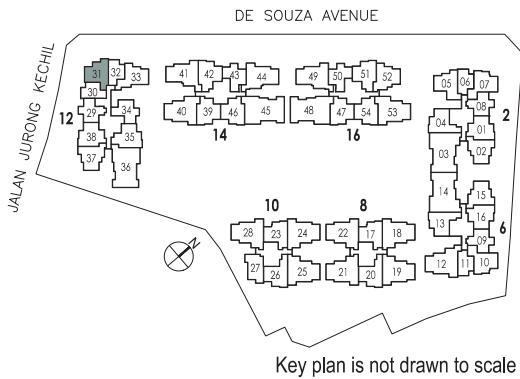 DE SOUZA AVENUE
JALAN JURONG KECHIL
31 32 33 41 42 43 44 49 50 51 52 05 06 07
30 08
29 34 40 39 46 45 48 47 54 53 04 01
12 14 16 2
38 35 03 02
37 36
14 15
10 8
28 23 24 22 17 18 13 16
6
09
27 26 25 21 20 19 12 11 10
N
Key plan is not drawn to scale